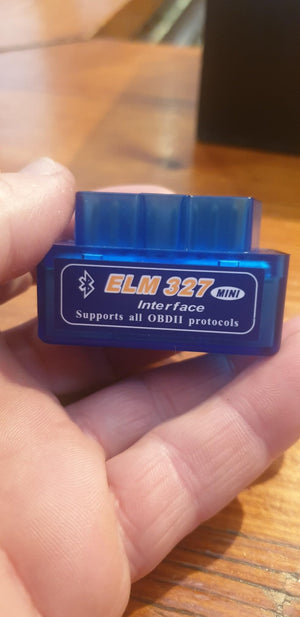 ELM 327 MINI
Interface
Supports all OBDII protocols